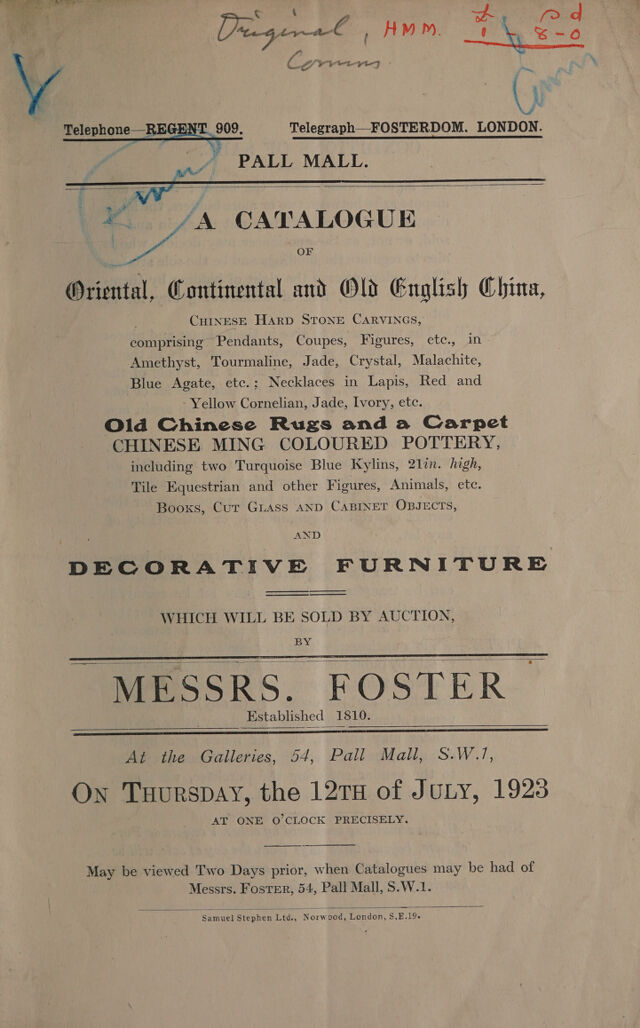 Original, HMM. £ s d
1 - 8-0
Comins
Telephone—REGENT 909. Telegraph—FOSTERDOM. LONDON.
PALL MALL.
A CATALOGUE
OF
Oriental, Continental and Old English China,
CHINESE HARD STONE CARVINGS,
comprising Pendants, Coupes, Figures, etc., in
Amethyst, Tourmaline, Jade, Crystal, Malachite,
Blue Agate, etc.; Necklaces in Lapis, Red and
Yellow Cornelian, Jade, Ivory, etc.
Old Chinese Rugs and a Carpet
CHINESE MING COLOURED POTTERY,
including two Turquoise Blue Kylins, 21in. high,
Tile Equestrian and other Figures, Animals, etc.
BOOKS, CUT GLASS AND CABINET OBJECTS,
AND
DECORATIVE FURNITURE
WHICH WILL BE SOLD BY AUCTION,
BY
MESSRS. FOSTER
Established 1810.
At the Galleries, 54, Pall Mall, S.W.1,
ON THURSDAY, the 12TH of JULY, 1923
AT ONE O'CLOCK PRECISELY.
May be viewed Two Days prior, when Catalogues may be had of
Messrs. FOSTER, 54, Pall Mall, S.W.1.
Samuel Stephen Ltd., Norwood, London, S.E.19.